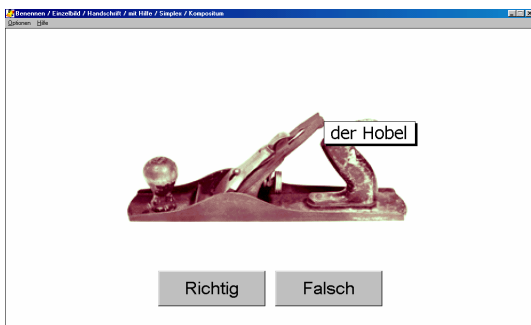 Benennen / Einzelbild / Handschrift / mit Hilfe / Simplex / Kompositum
Optionen Hilfe
der Hobel
Richtig Falsch